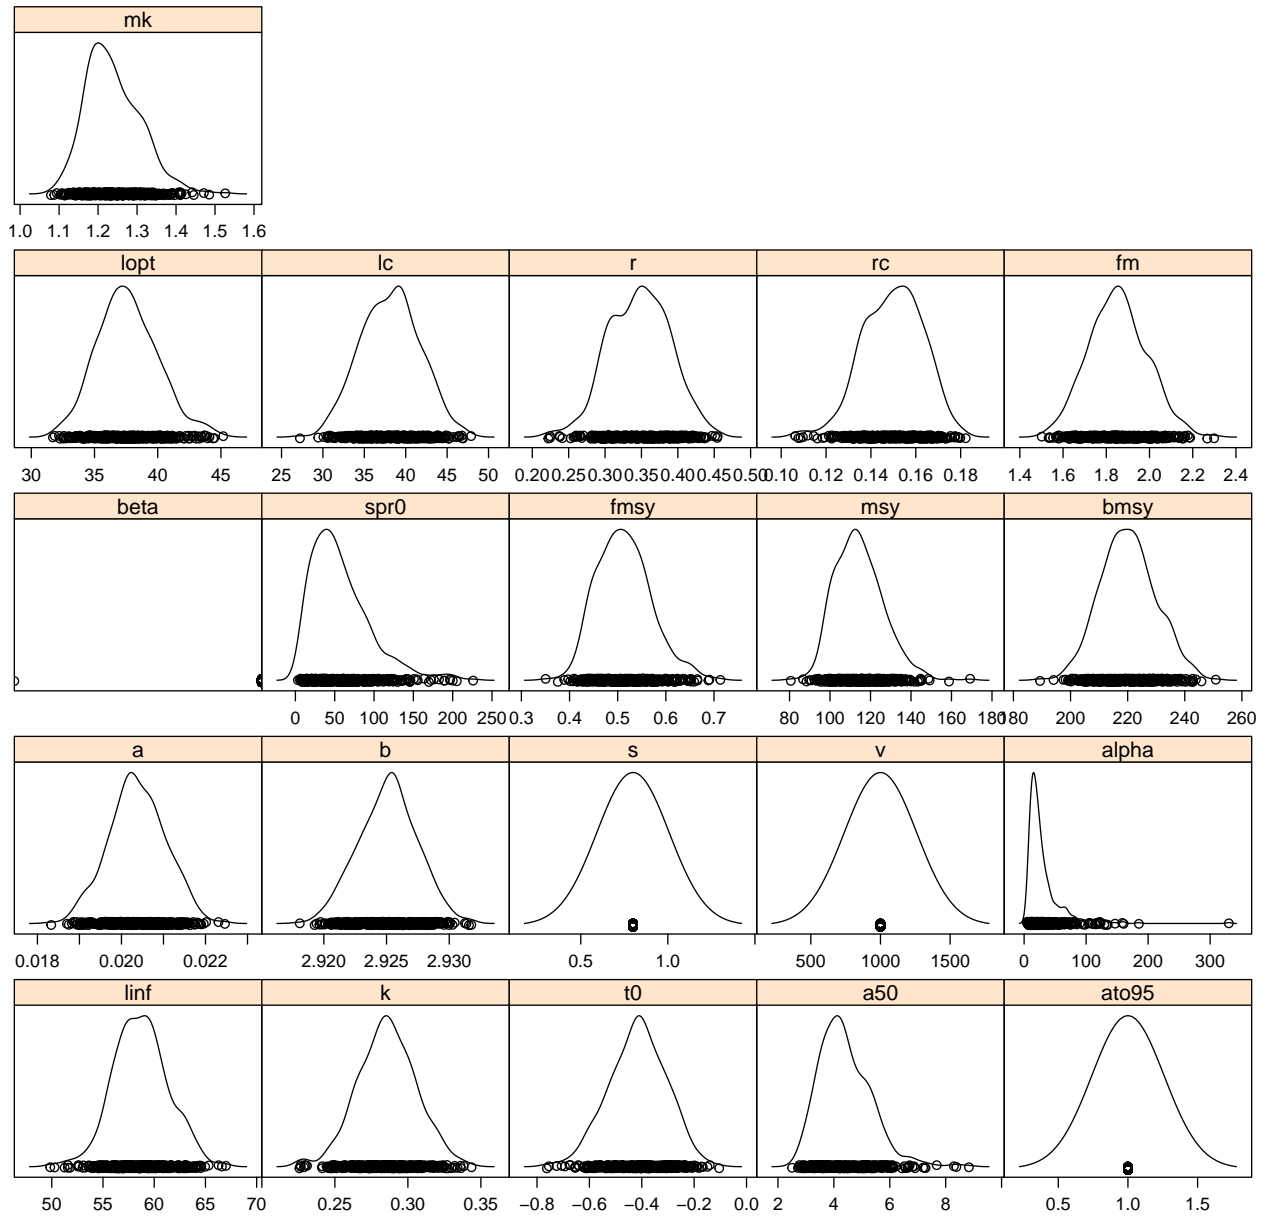 mk
1.0 1.1 1.2 1.3 1.4 1.5 1.6
lopt lc r rc fm
30 35 40 45 25 30 35 40 45 50 0.20 0.25 0.30 0.35 0.40 0.45 0.50 0.10 0.12 0.14 0.16 0.18 1.4 1.6 1.8 2.0 2.2 2.4
beta spr0 fmsy msy bmsy
0 50 100 150 200 250 0.3 0.4 0.5 0.6 0.7 80 100 120 140 160 180 180 200 220 240 260
a b s v alpha
0.018 0.020 0.022 2.920 2.925 2.930 0.5 1.0 500 1000 1500 0 100 200 300
linf k t0 a50 ato95
50 55 60 65 70 0.25 0.30 0.35 −0.8 −0.6 −0.4 −0.2 0.0 2 4 6 8 0.5 1.0 1.5